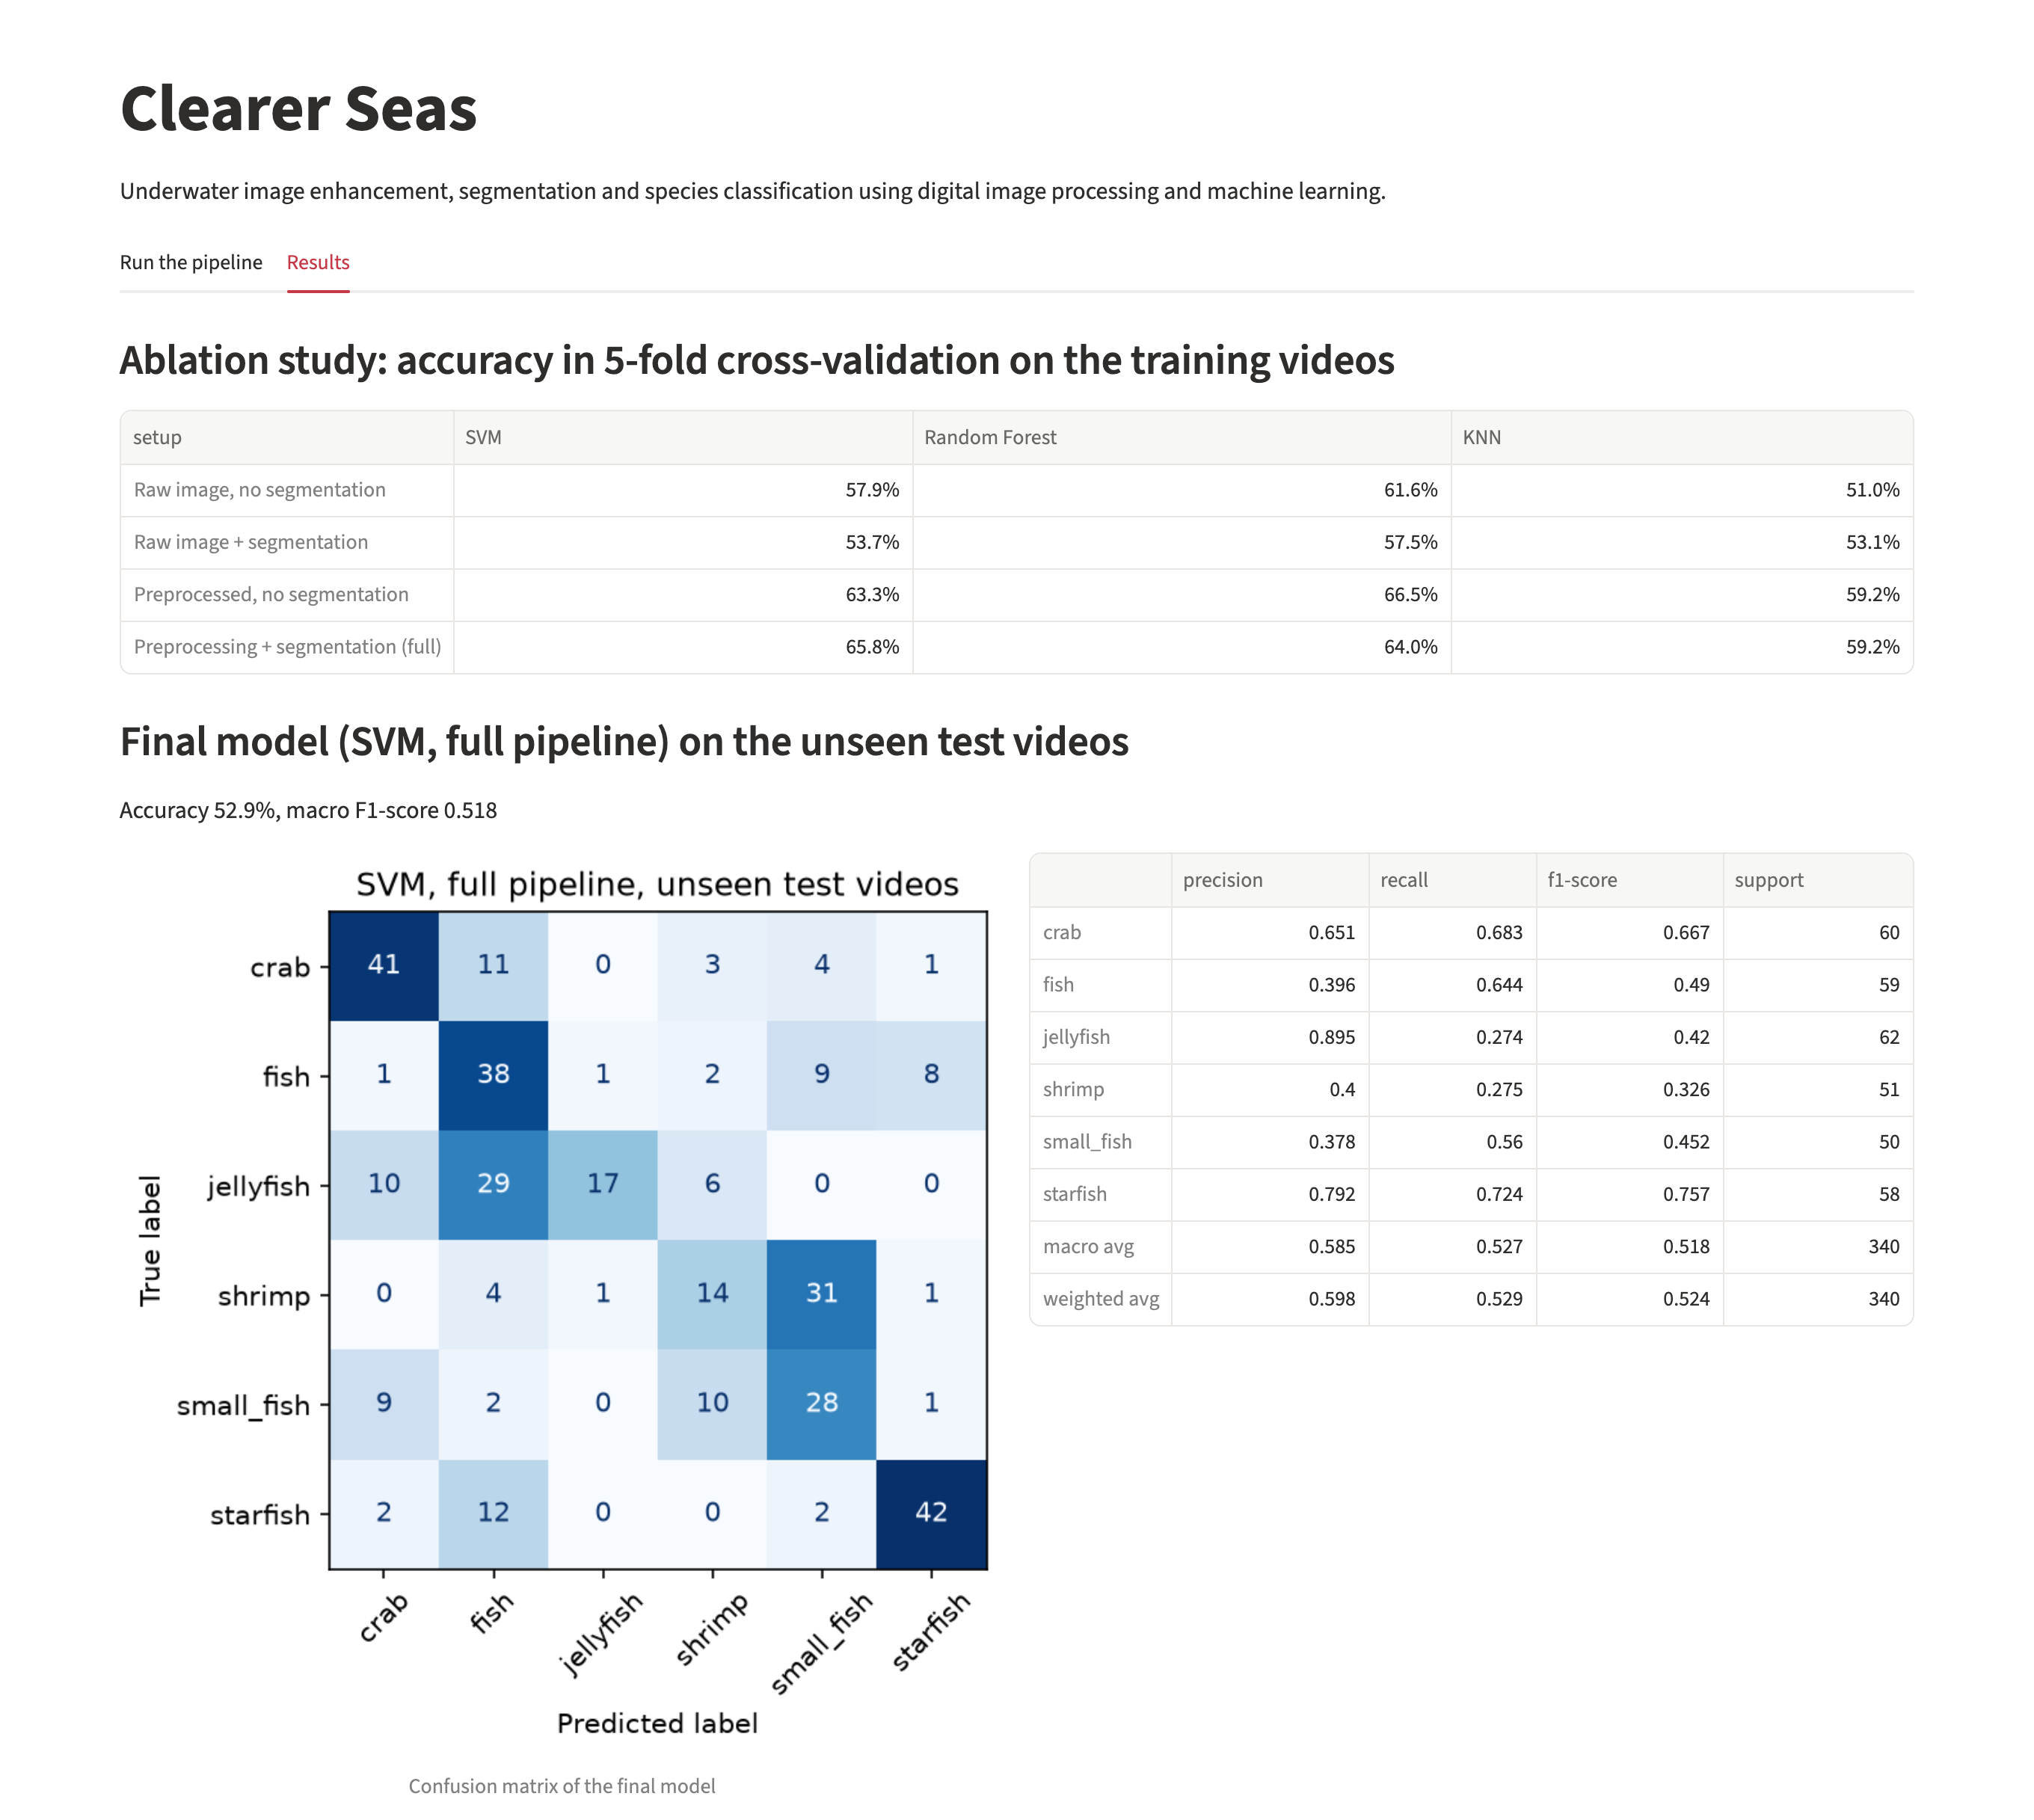 Clearer Seas
Underwater image enhancement, segmentation and species classification using digital image processing and machine learning.
Run the pipeline Results
Ablation study: accuracy in 5-fold cross-validation on the training videos
setup SVM Random Forest KNN
Raw image, no segmentation 57.9% 61.6% 51.0%
Raw image + segmentation 53.7% 57.5% 53.1%
Preprocessed, no segmentation 63.3% 66.5% 59.2%
Preprocessing + segmentation (full) 65.8% 64.0% 59.2%
Final model (SVM, full pipeline) on the unseen test videos
Accuracy 52.9%, macro F1-score 0.518
SVM, full pipeline, unseen test videos
True label
crab 41 11 0 3 4 1
fish 1 38 1 2 9 8
jellyfish 10 29 17 6 0 0
shrimp 0 4 1 14 31 1
small_fish 9 2 0 10 28 1
starfish 2 12 0 0 2 42
crab fish jellyfish shrimp small_fish starfish
Predicted label
Confusion matrix of the final model
precision recall f1-score support
crab 0.651 0.683 0.667 60
fish 0.396 0.644 0.49 59
jellyfish 0.895 0.274 0.42 62
shrimp 0.4 0.275 0.326 51
small_fish 0.378 0.56 0.452 50
starfish 0.792 0.724 0.757 58
macro avg 0.585 0.527 0.518 340
weighted avg 0.598 0.529 0.524 340